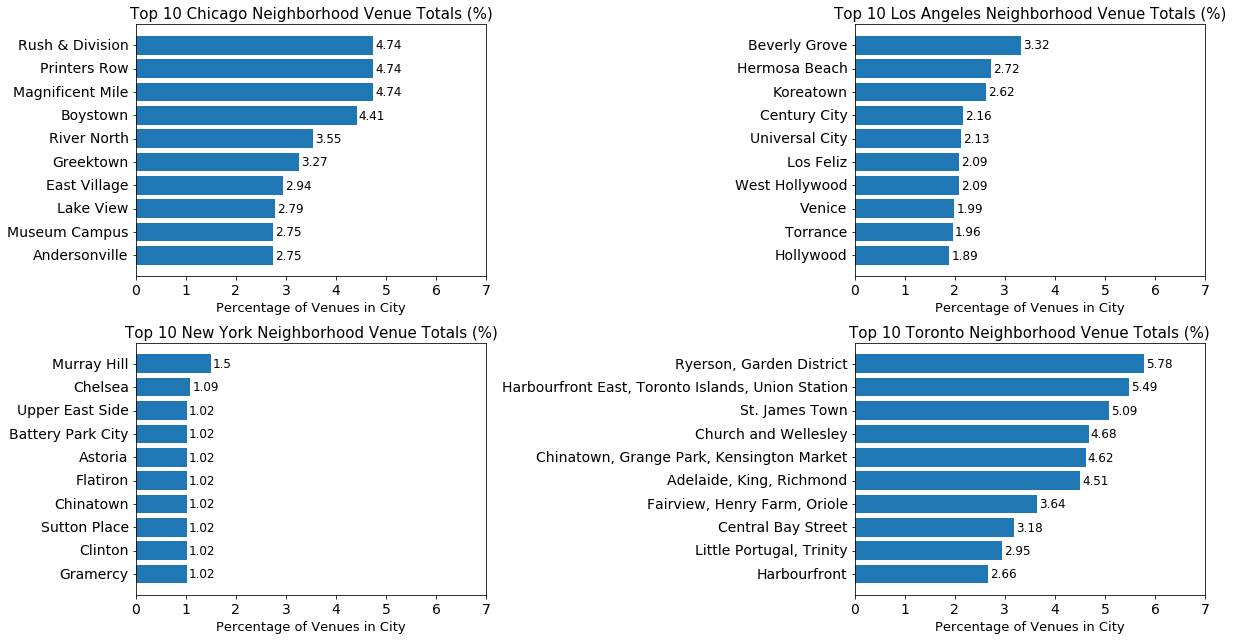 Top 10 Chicago Neighborhood Venue Totals (%)
Rush & Division 4.74
Printers Row 4.74
Magnificent Mile 4.74
Boystown 4.41
River North 3.55
Greektown 3.27
East Village 2.94
Lake View 2.79
Museum Campus 2.75
Andersonville 2.75
0 1 2 3 4 5 6 7
Percentage of Venues in City
Top 10 Los Angeles Neighborhood Venue Totals (%)
Beverly Grove 3.32
Hermosa Beach 2.72
Koreatown 2.62
Century City 2.16
Universal City 2.13
Los Feliz 2.09
West Hollywood 2.09
Venice 1.99
Torrance 1.96
Hollywood 1.89
0 1 2 3 4 5 6 7
Percentage of Venues in City
Top 10 New York Neighborhood Venue Totals (%)
Murray Hill 1.5
Chelsea 1.09
Upper East Side 1.02
Battery Park City 1.02
Astoria 1.02
Flatiron 1.02
Chinatown 1.02
Sutton Place 1.02
Clinton 1.02
Gramercy 1.02
0 1 2 3 4 5 6 7
Percentage of Venues in City
Top 10 Toronto Neighborhood Venue Totals (%)
Ryerson, Garden District 5.78
Harbourfront East, Toronto Islands, Union Station 5.49
St. James Town 5.09
Church and Wellesley 4.68
Chinatown, Grange Park, Kensington Market 4.62
Adelaide, King, Richmond 4.51
Fairview, Henry Farm, Oriole 3.64
Central Bay Street 3.18
Little Portugal, Trinity 2.95
Harbourfront 2.66
0 1 2 3 4 5 6 7
Percentage of Venues in City